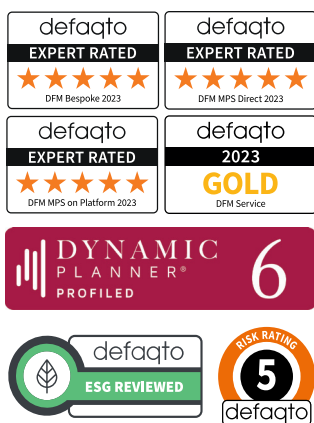 defaqto
EXPERT RATED
DFM Bespoke 2023
defaqto
EXPERT RATED
DFM MPS Direct 2023
defaqto
EXPERT RATED
DFM MPS on Platform 2023
defaqto
2023
GOLD
DFM Service
DYNAMIC
PLANNER®
PROFILED
6
defaqto
ESG REVIEWED
RISK RATING
5
defaqto